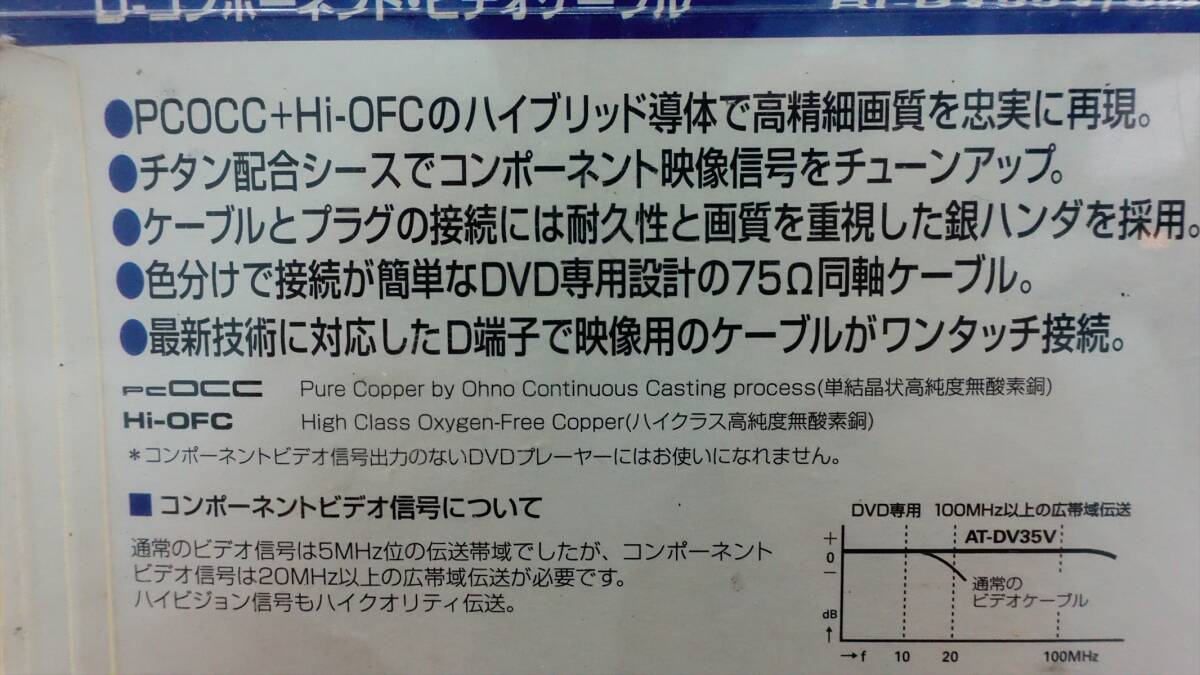 D-コンポーネント・ビデオケーブル
●PCOCC+Hi-OFCのハイブリッド導体で高精細画質を忠実に再現。
●チタン配合シースでコンポーネント映像信号をチューンアップ。
●ケーブルとプラグの接続には耐久性と画質を重視した銀ハンダを採用。
●色分けで接続が簡単なDVD専用設計の75Ω同軸ケーブル。
●最新技術に対応したD端子で映像用のケーブルがワンタッチ接続。
PCOCC Pure Copper by Ohno Continuous Casting process(単結晶状高純度無酸素銅)
Hi-OFC High Class Oxygen-Free Copper(ハイクラス高純度無酸素銅)
*コンポーネントビデオ信号出力のないDVDプレーヤーにはお使いになれません。
■ コンポーネントビデオ信号について
通常のビデオ信号は5MHz位の伝送帯域でしたが、コンポーネント
ビデオ信号は20MHz以上の広帯域伝送が必要です。
ハイビジョン信号もハイクオリティ伝送。
DVD専用 100MHz以上の広帯域伝送
AT-DV35V
+
0
−
通常の
ビデオケーブル
dB
↑
→f 10 20 100MHz